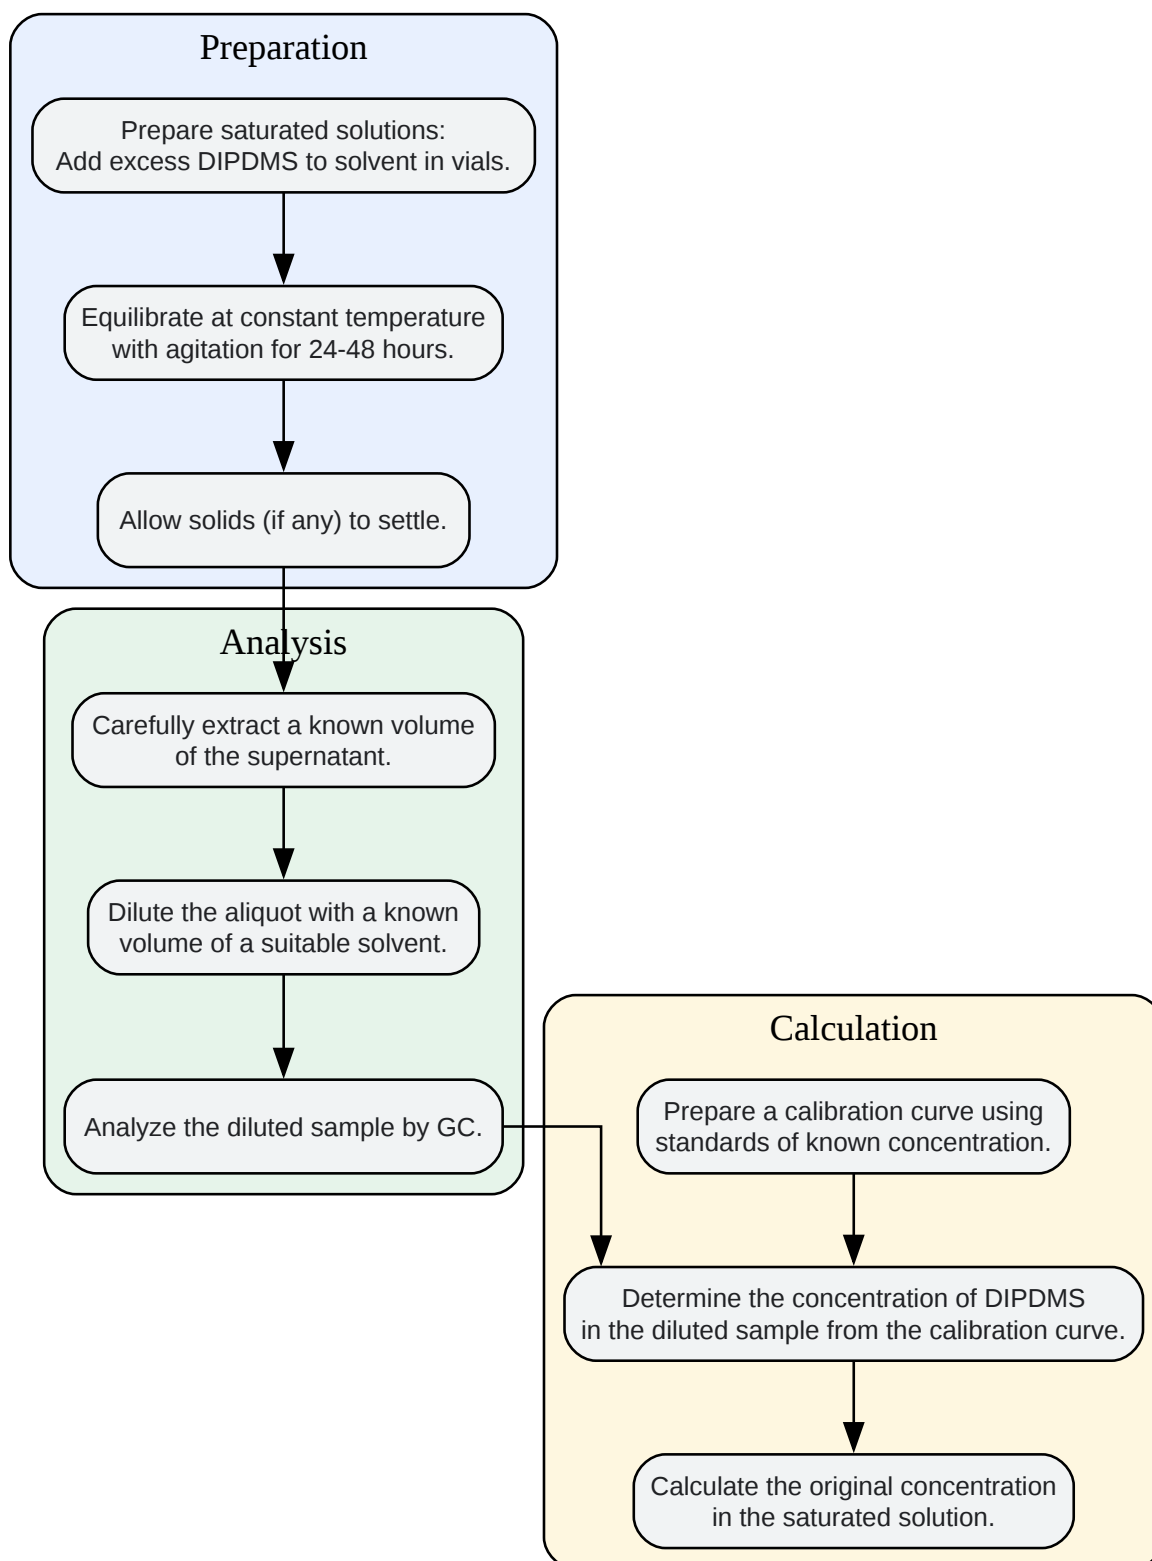 Preparation
Prepare saturated solutions:
Add excess DIPDMS to solvent in vials.
Equilibrate at constant temperature
with agitation for 24-48 hours.
Allow solids (if any) to settle.
Analysis
Carefully extract a known volume
of the supernatant.
Dilute the aliquot with a known
volume of a suitable solvent.
Analyze the diluted sample by GC.
Calculation
Prepare a calibration curve using
standards of known concentration.
Determine the concentration of DIPDMS
in the diluted sample from the calibration curve.
Calculate the original concentration
in the saturated solution.